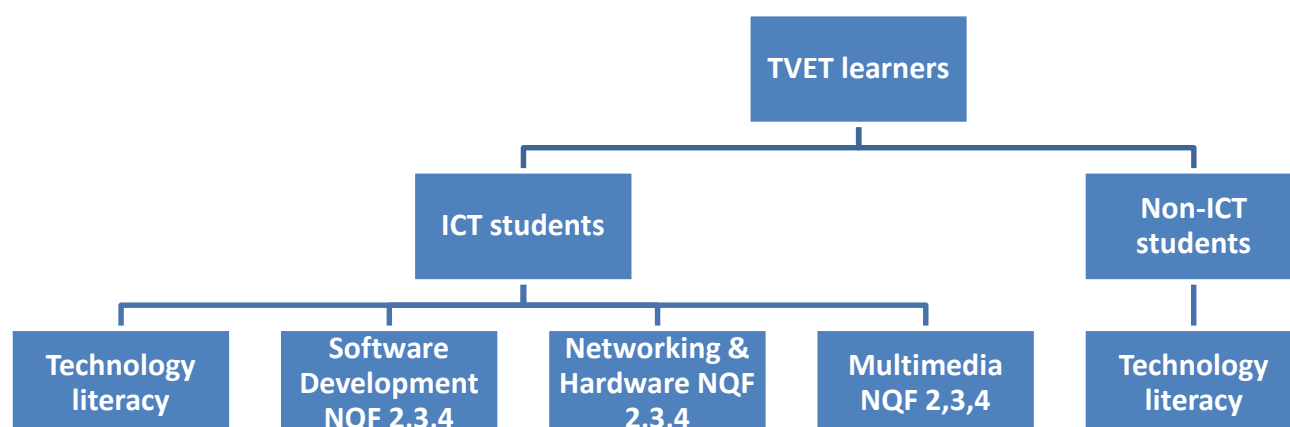 TVET learners
ICT students
Non-ICT
students
Technology
literacy
Software
Development
NQF 2,3,4
Networking &
Hardware NQF
2,3,4
Multimedia
NQF 2,3,4
Technology
literacy